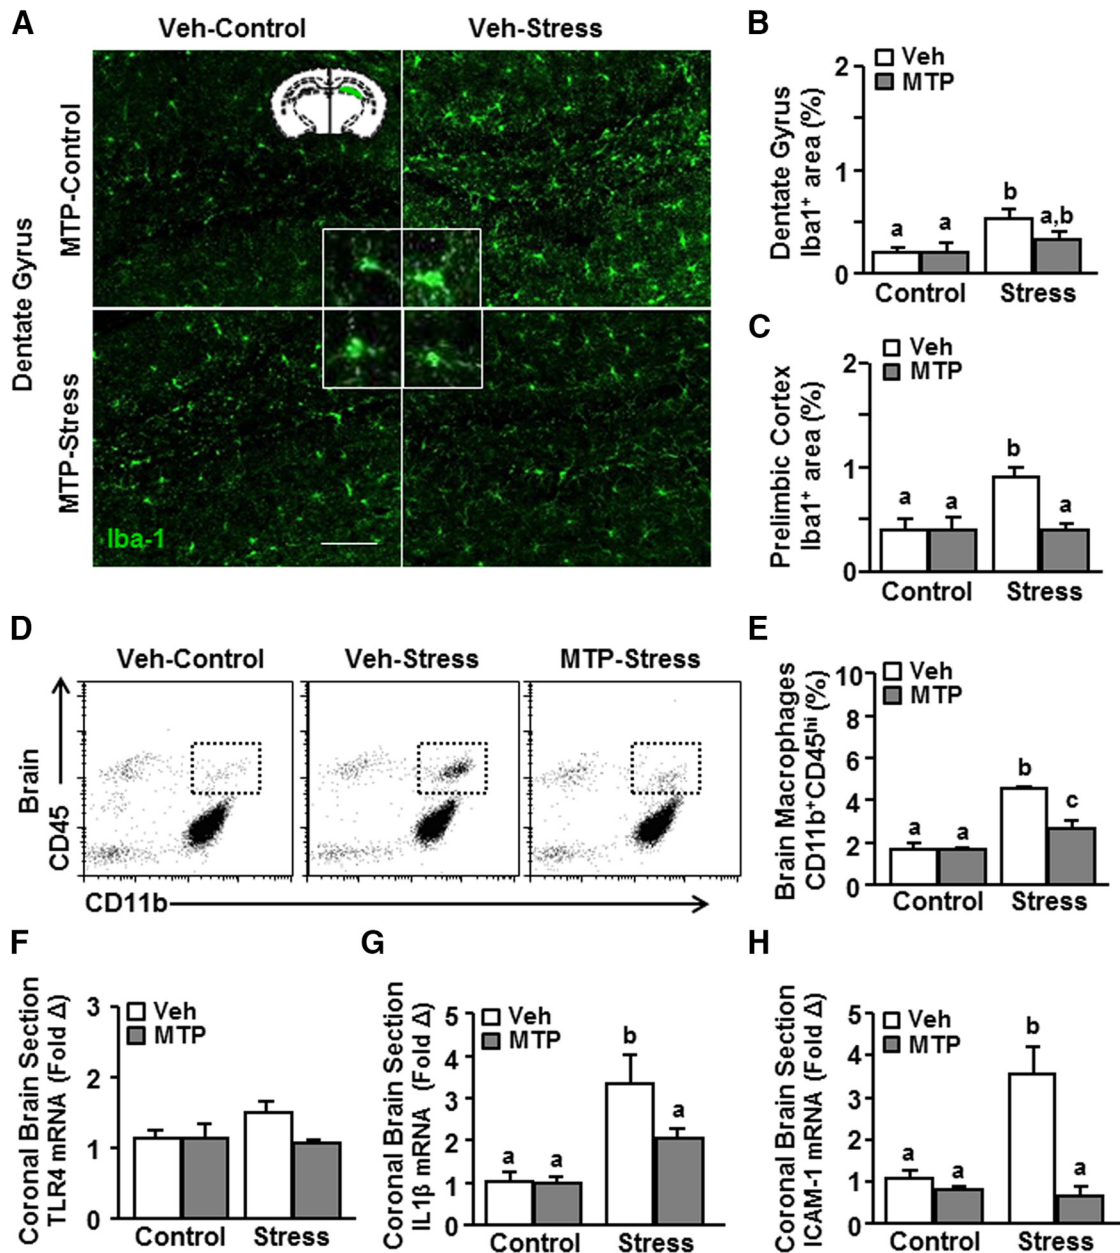 A
Veh-Control
Veh-Stress
Dentate Gyrus
MTP-Control
MTP-Stress
Iba-1
B
Dentate Gyrus
Iba1⁺ area (%)
Veh
MTP
2
1
0
a
a
b
a,b
Control
Stress
C
Prelimbic Cortex
Iba1⁺ area (%)
Veh
MTP
2
1
0
a
a
b
a
Control
Stress
D
Veh-Control
Veh-Stress
MTP-Stress
Brain
CD45
CD11b
E
Brain Macrophages
CD11b⁺CD45ʰⁱ (%)
Veh
MTP
10
8
6
4
2
0
a
a
b
c
Control
Stress
F
Coronal Brain Section
TLR4 mRNA (Fold Δ)
Veh
MTP
3
2
1
0
Control
Stress
G
Coronal Brain Section
IL1β mRNA (Fold Δ)
Veh
MTP
5
4
3
2
1
0
a
a
b
a
Control
Stress
H
Coronal Brain Section
ICAM-1 mRNA (Fold Δ)
Veh
MTP
5
4
3
2
1
0
a
a
b
a
Control
Stress